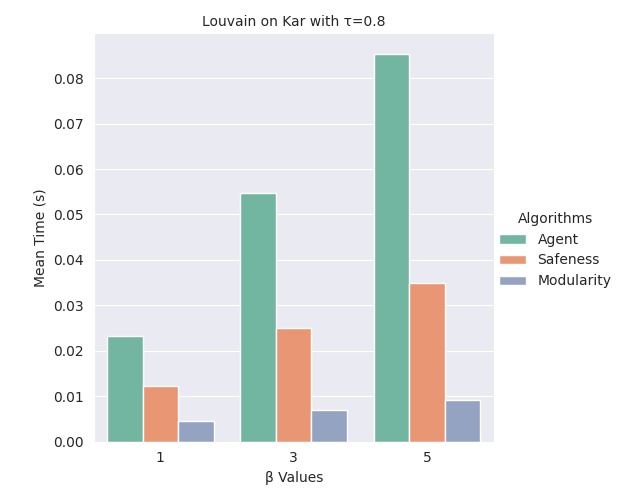 Louvain on Kar with τ=0.8
0.08
0.07
0.06
0.05
0.04
0.03
0.02
0.01
0.00
Mean Time (s)
1 3 5
β Values
Algorithms
Agent
Safeness
Modularity